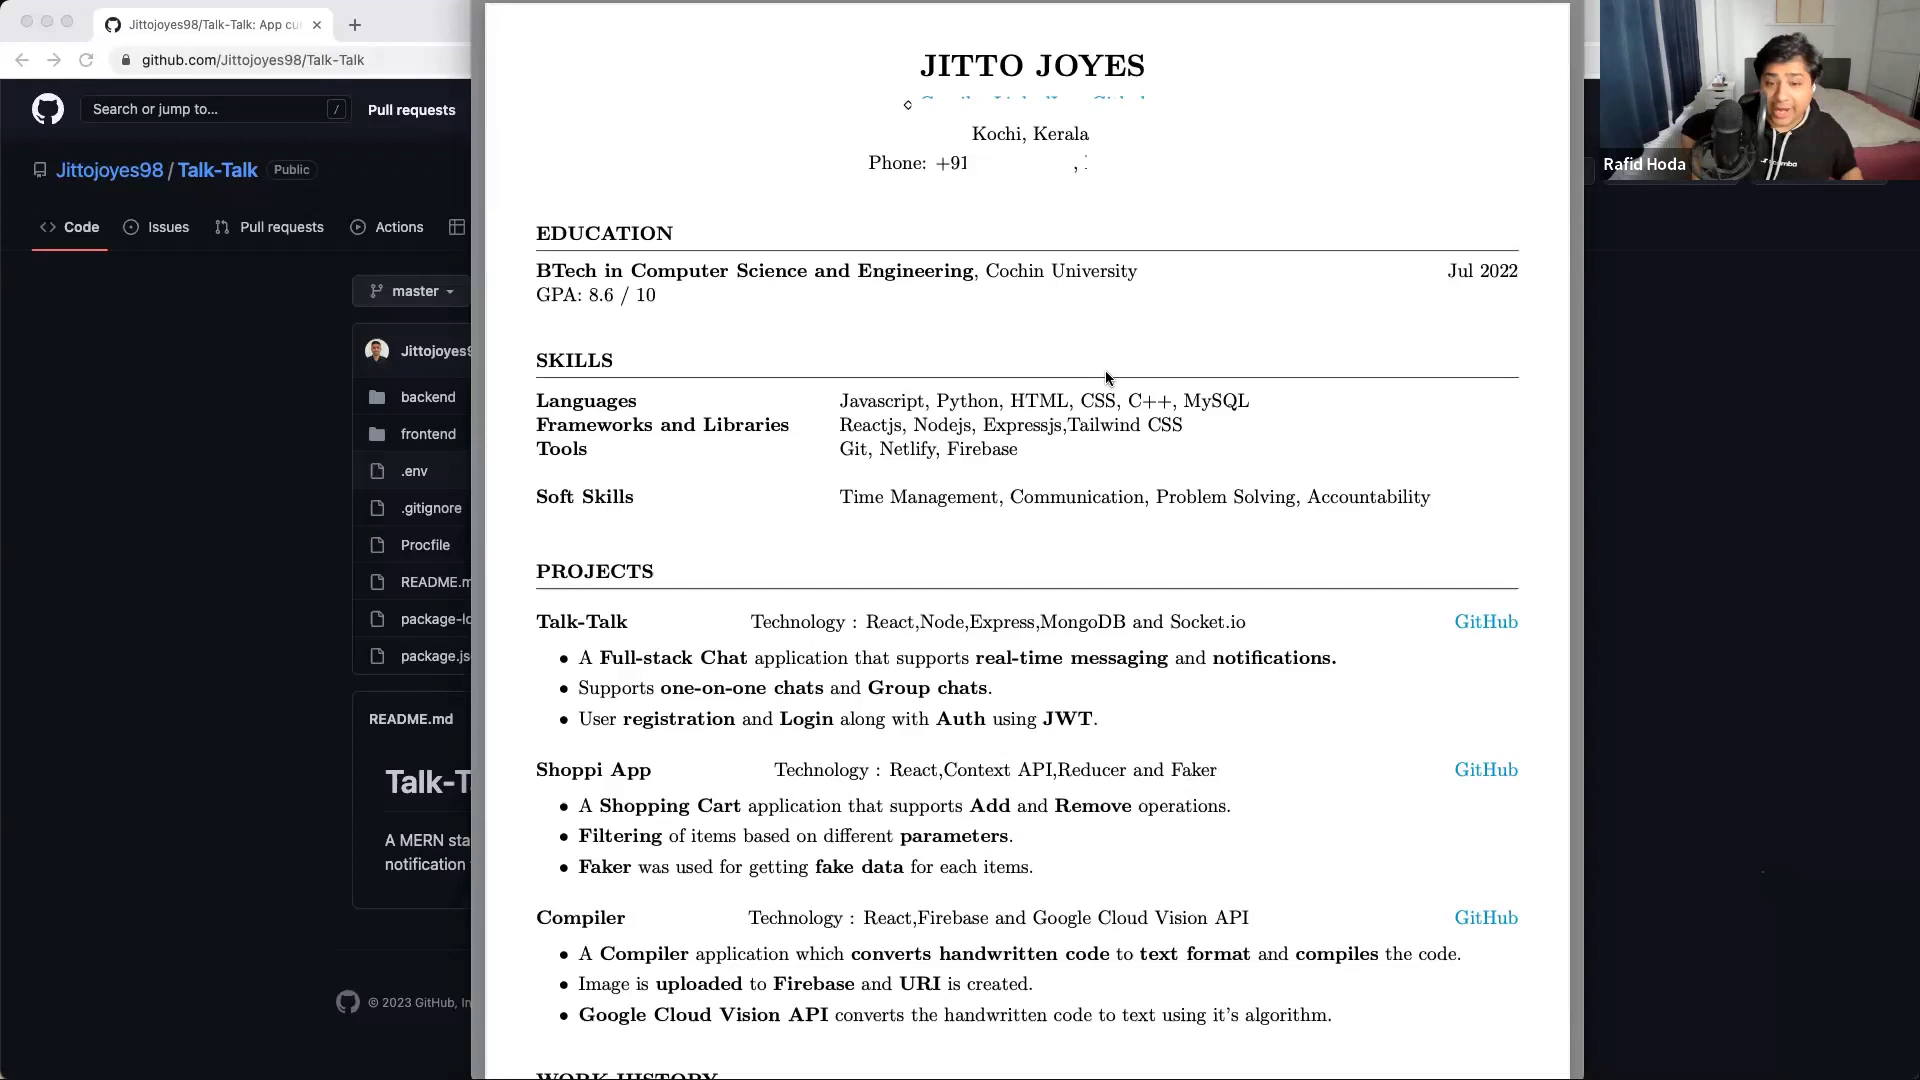 Jittojoyes98/Talk-Talk: App cu
github.com/Jittojoyes98/Talk-Talk
Search or jump to...
/
Pull requests
Jittojoyes98 / Talk-Talk
Public
Code
Issues
Pull requests
Actions
master
Jittojoyes9
backend
frontend
.env
.gitignore
Procfile
README.m
package-lo
package.js
README.md
Talk-T
A MERN sta
notification
© 2023 GitHub, In
JITTO JOYES
Kochi, Kerala
Phone: +91 ,
EDUCATION
BTech in Computer Science and Engineering, Cochin University Jul 2022
GPA: 8.6 / 10
SKILLS
Languages Javascript, Python, HTML, CSS, C++, MySQL
Frameworks and Libraries Reactjs, Nodejs, Expressjs,Tailwind CSS
Tools Git, Netlify, Firebase
Soft Skills Time Management, Communication, Problem Solving, Accountability
PROJECTS
Talk-Talk Technology : React,Node,Express,MongoDB and Socket.io GitHub
• A Full-stack Chat application that supports real-time messaging and notifications.
• Supports one-on-one chats and Group chats.
• User registration and Login along with Auth using JWT.
Shoppi App Technology : React,Context API,Reducer and Faker GitHub
• A Shopping Cart application that supports Add and Remove operations.
• Filtering of items based on different parameters.
• Faker was used for getting fake data for each items.
Compiler Technology : React,Firebase and Google Cloud Vision API GitHub
• A Compiler application which converts handwritten code to text format and compiles the code.
• Image is uploaded to Firebase and URI is created.
• Google Cloud Vision API converts the handwritten code to text using it's algorithm.
WORK HISTORY
Rafid Hoda